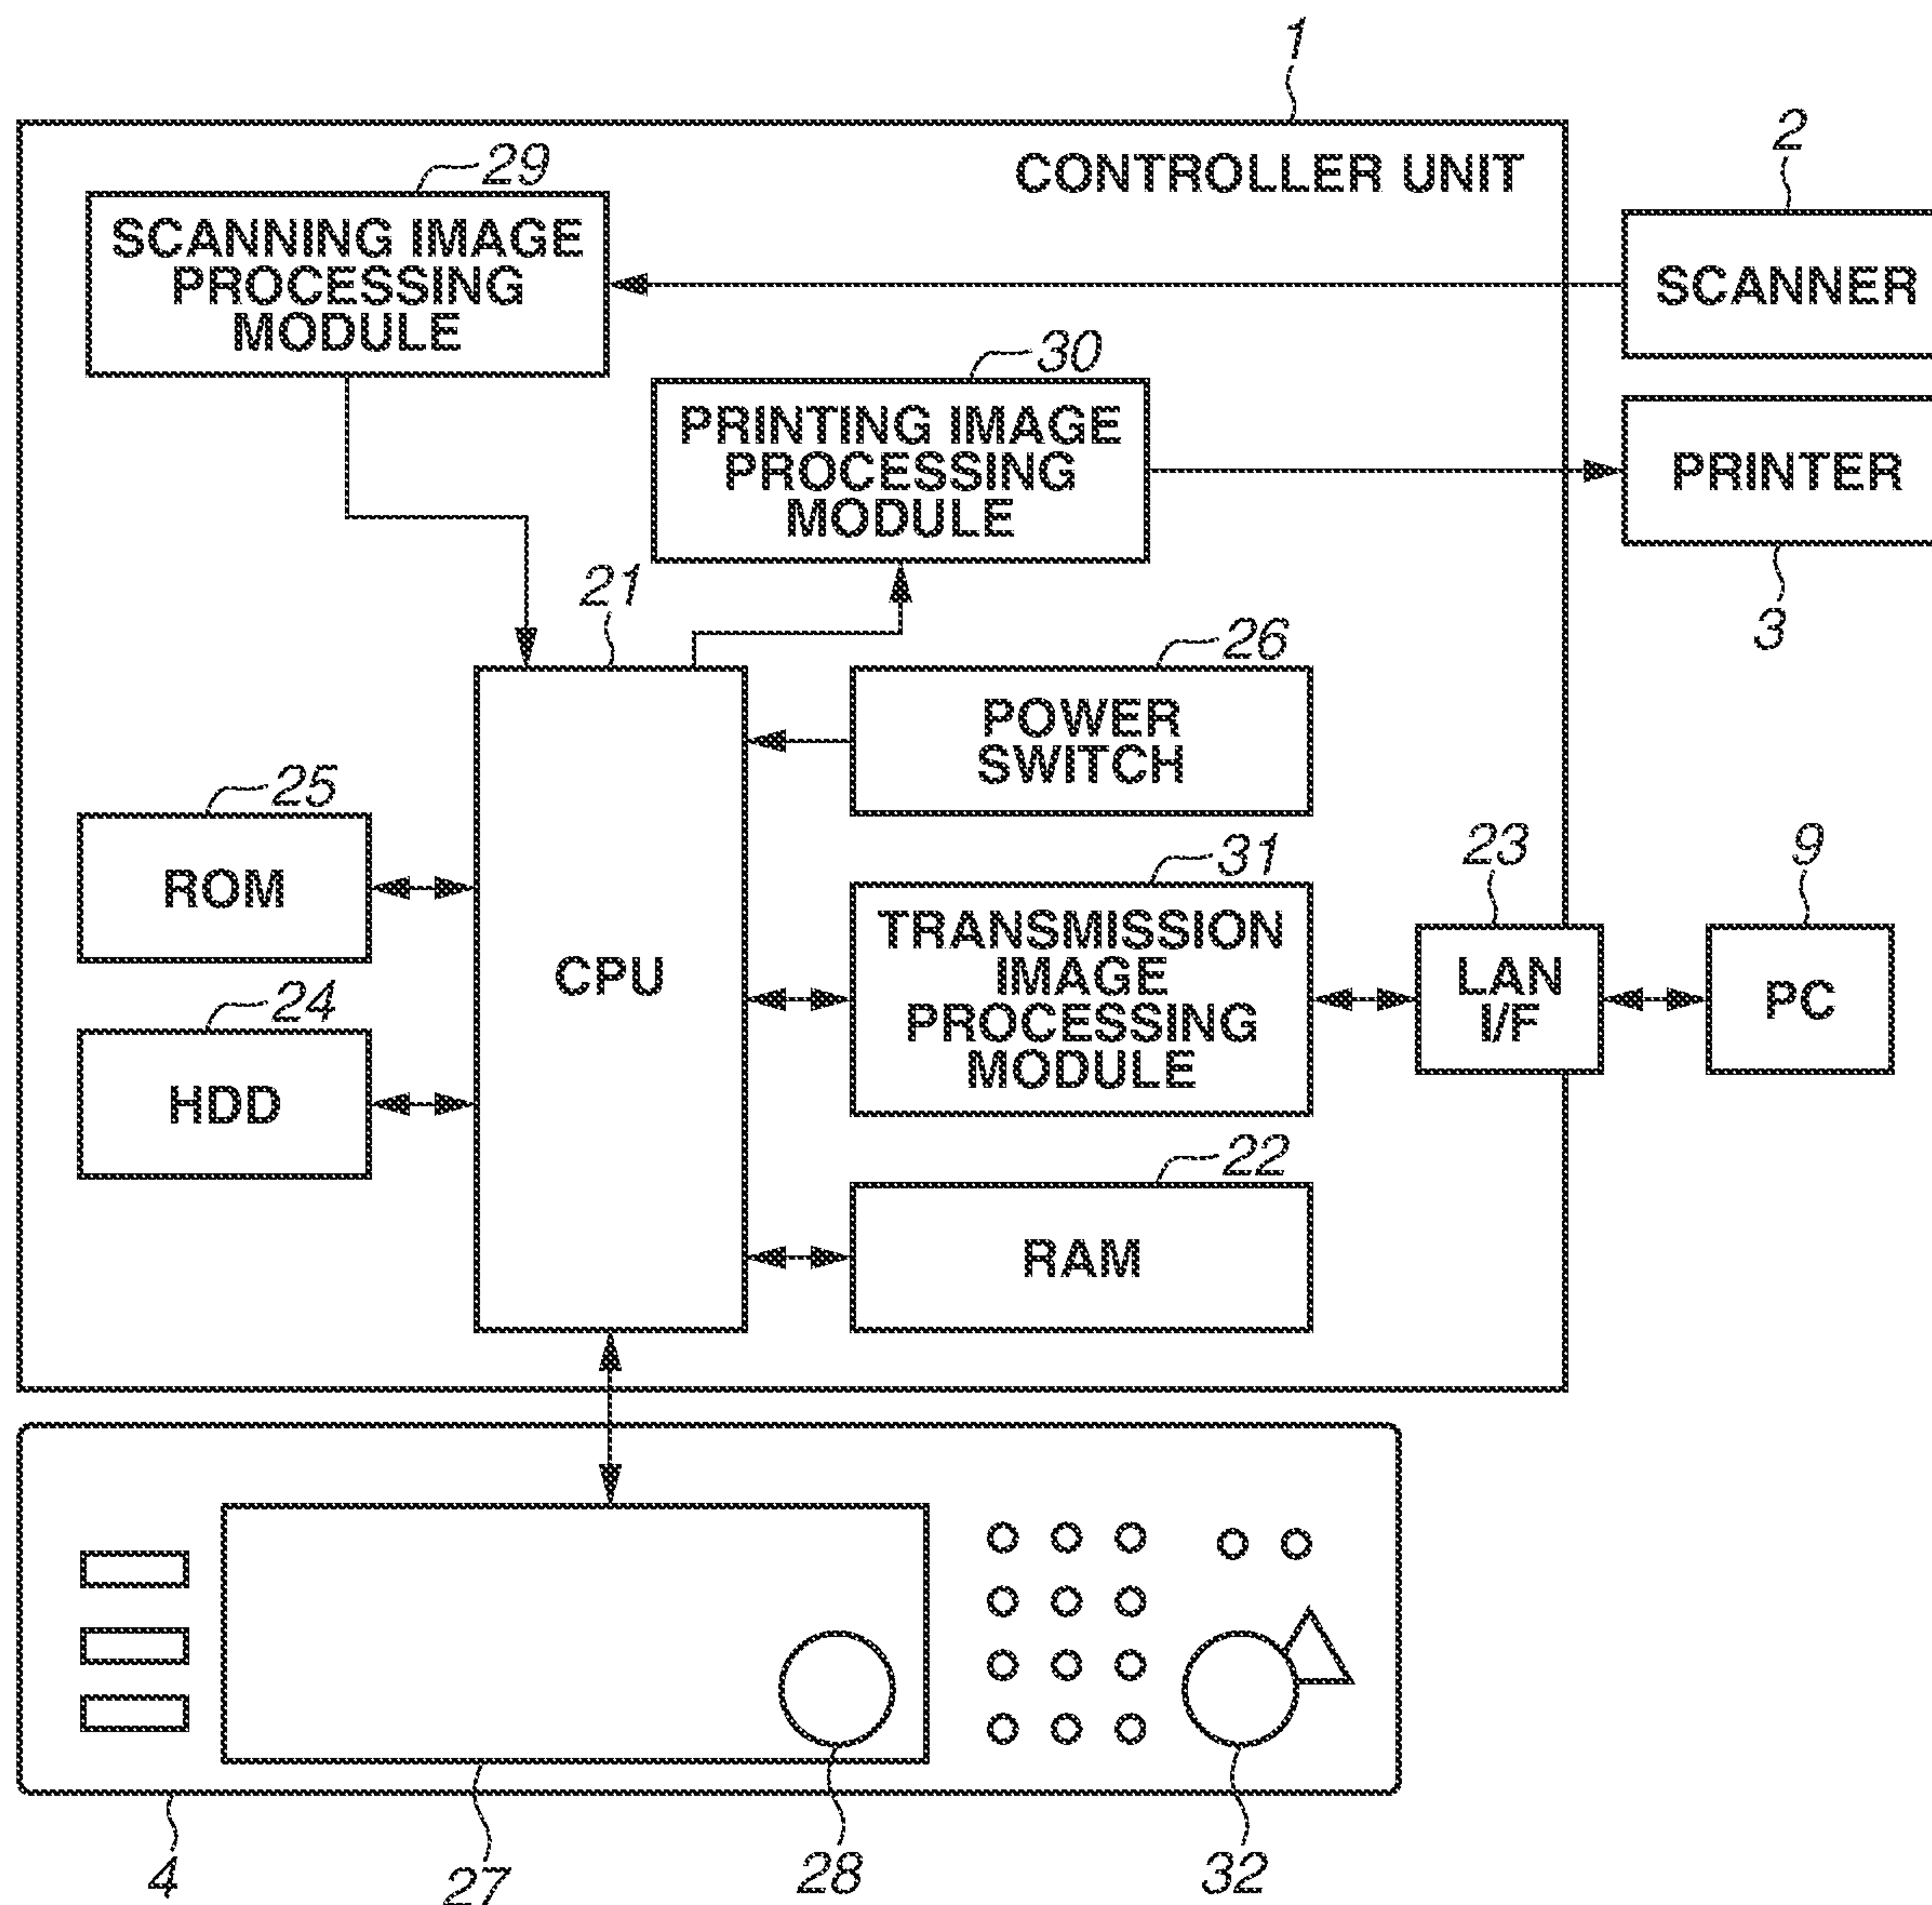 1
CONTROLLER UNIT
2
29
SCANNING IMAGE
PROCESSING
MODULE
SCANNER
30
PRINTING IMAGE
PROCESSING
MODULE
PRINTER
3
21
26
POWER
SWITCH
25
ROM
CPU
31
TRANSMISSION
IMAGE
PROCESSING
MODULE
23
LAN
I/F
9
PC
24
HDD
22
RAM
4
27
28
32